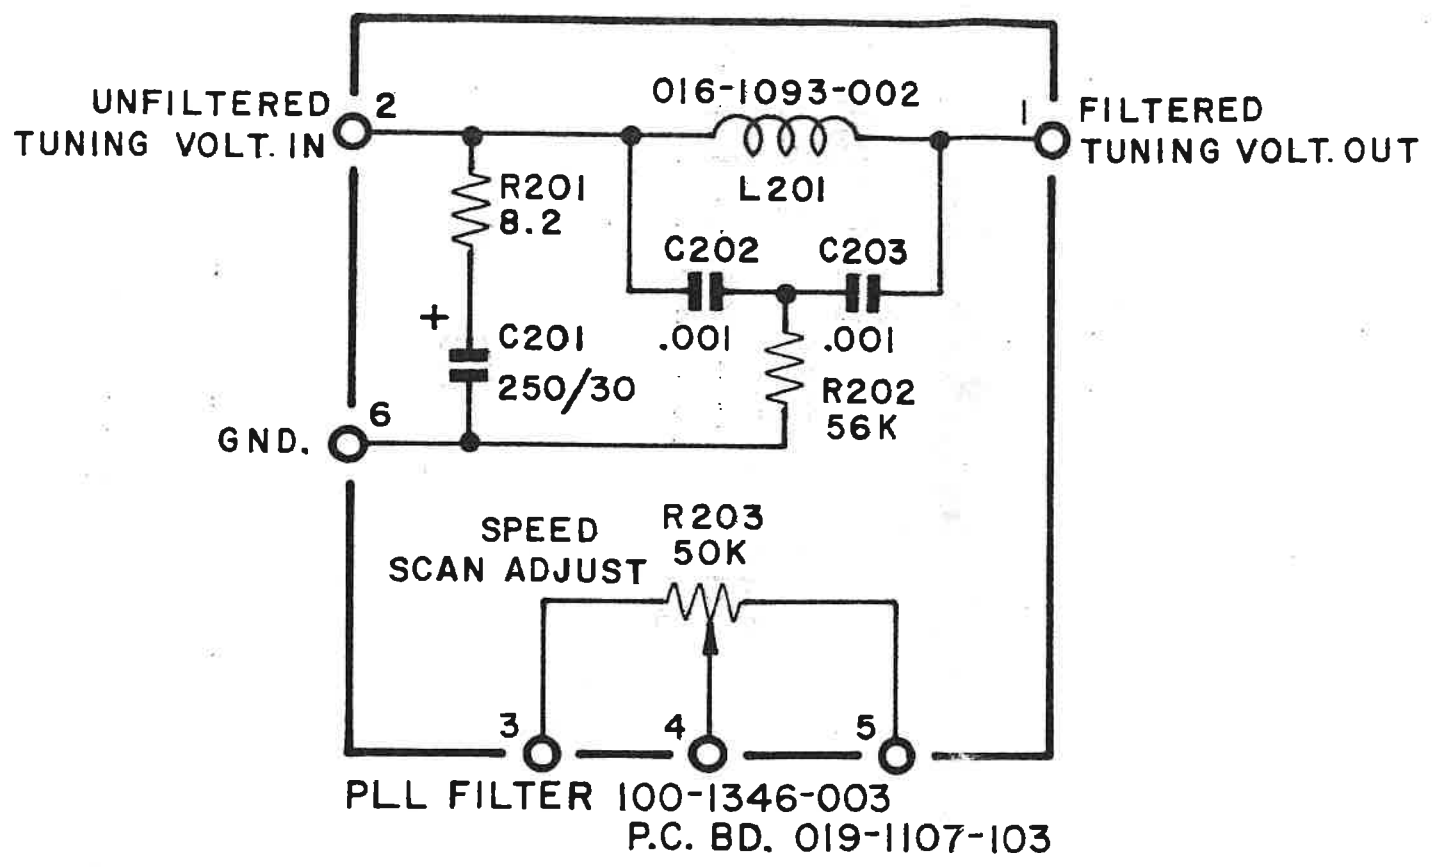 UNFILTERED
TUNING VOLT. IN
2
016-1093-002
L201
1
FILTERED
TUNING VOLT. OUT
R201
8.2
C202
.001
C203
.001
+
C201
250/30
R202
56K
6
GND.
SPEED
SCAN ADJUST
R203
50K
3
4
5
PLL FILTER 100-1346-003
P.C. BD. 019-1107-103